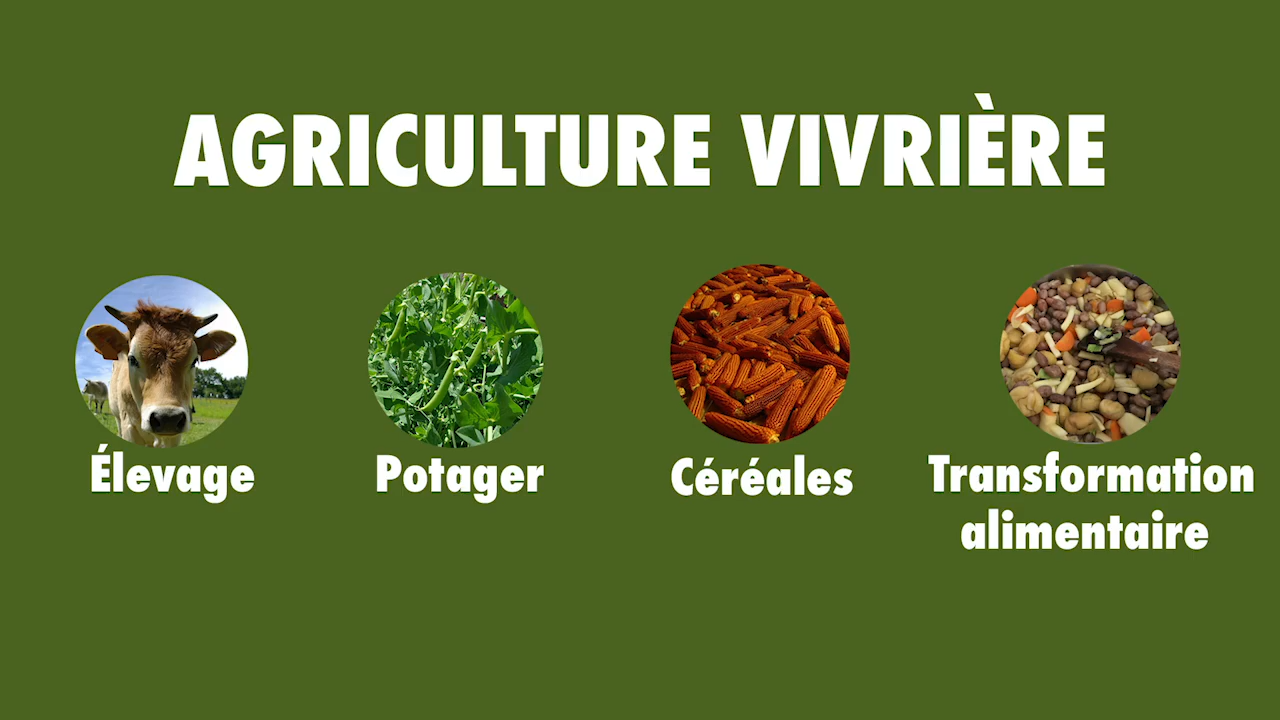 AGRICULTURE VIVRIÈRE
Élevage
Potager
Céréales
Transformation
alimentaire